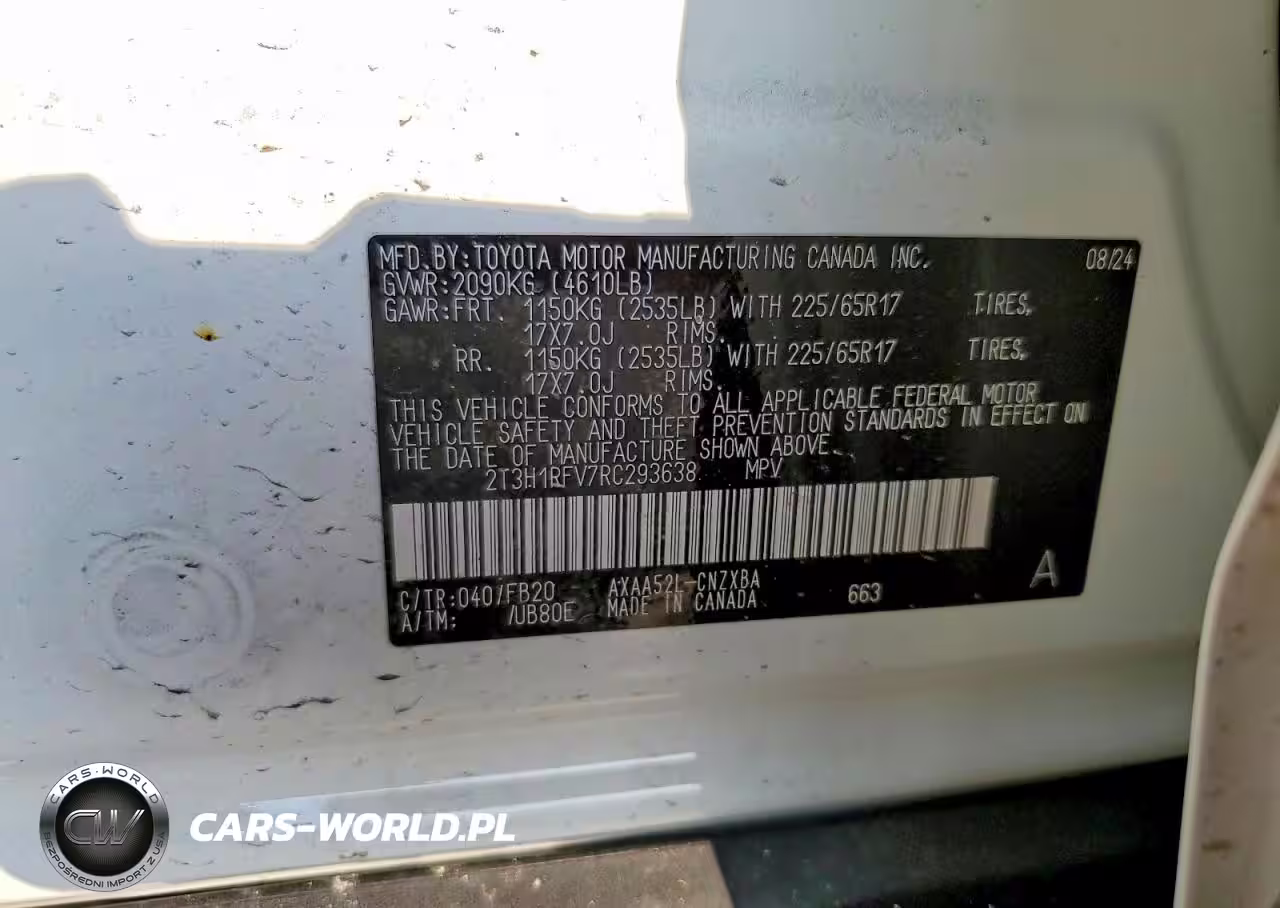 MFD.BY:TOYOTA MOTOR MANUFACTURING CANADA INC. 08/24
GVWR:2090KG (4610LB)
GAWR:FRT. 1150KG (2535LB) WITH 225/65R17 TIRES,
17X7.0J RIMS.
RR. 1150KG (2535LB) WITH 225/65R17 TIRES,
17X7.0J RIMS.
THIS VEHICLE CONFORMS TO ALL APPLICABLE FEDERAL MOTOR
VEHICLE SAFETY AND THEFT PREVENTION STANDARDS IN EFFECT ON
THE DATE OF MANUFACTURE SHOWN ABOVE.
2T3H1RFV7RC293638 MPV
C/TR:040/FB20 AXAA52L-CNZXBA 663 A
A/TM: /UB80E MADE IN CANADA
CARS-WORLD
CW
BEZPOŚREDNI IMPORT Z USA
CARS-WORLD.PL